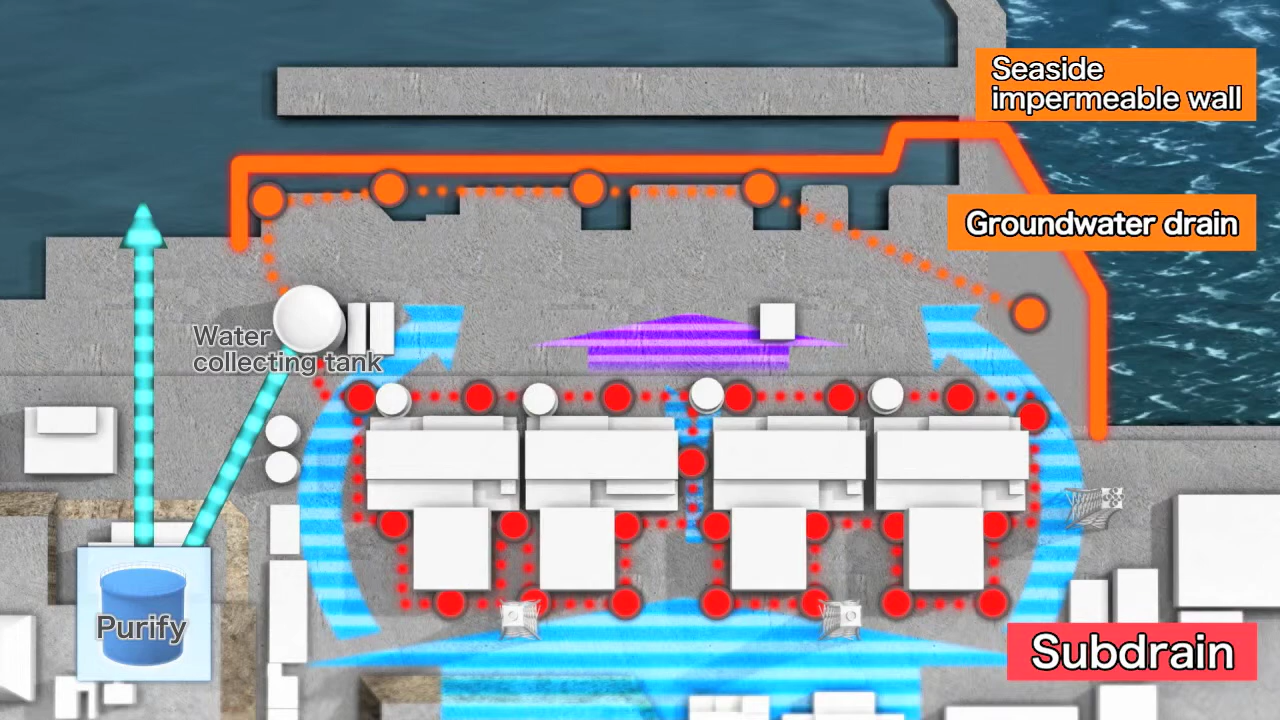 Seaside
impermeable wall
Groundwater drain
Water
collecting tank
Purify
Subdrain